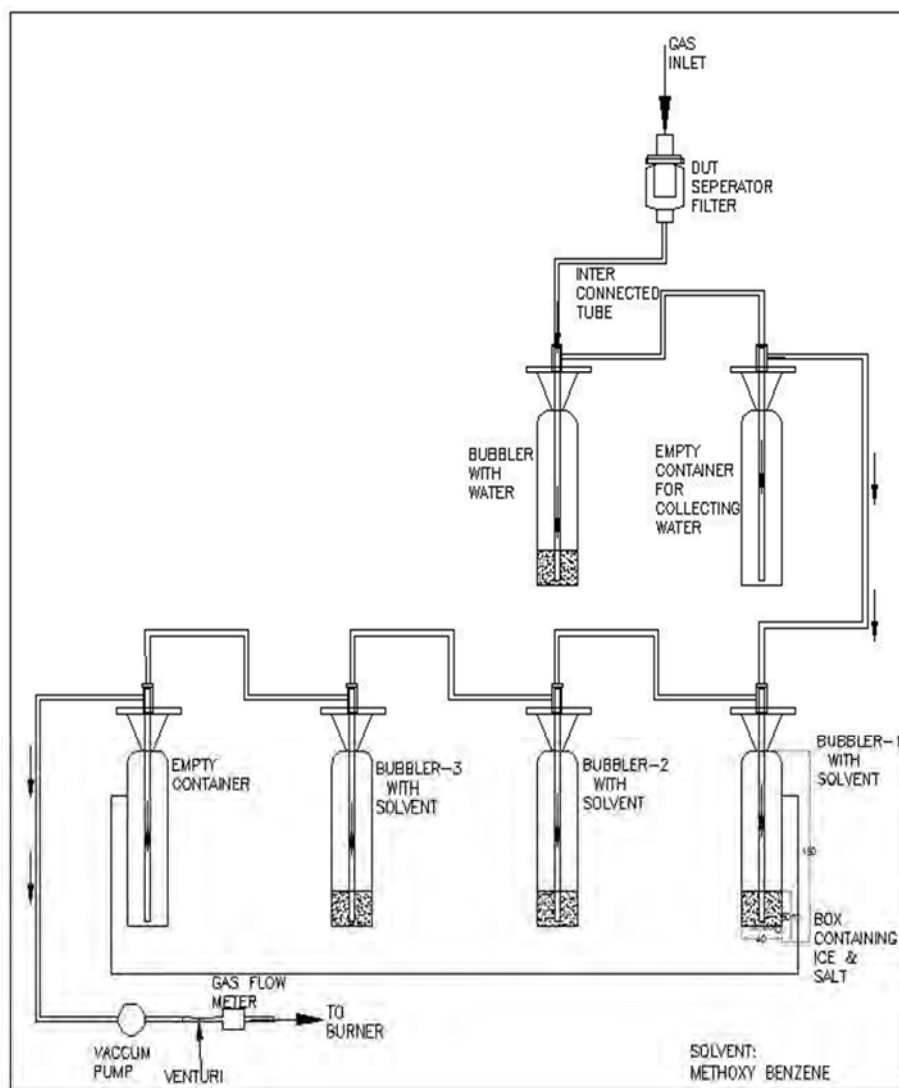 GAS
INLET
DUT
SEPERATOR
FILTER
INTER
CONNECTED
TUBE
BUBBLER
WITH
WATER
EMPTY
CONTAINER
FOR
COLLECTING
WATER
EMPTY
CONTAINER
BUBBLER-3
WITH
SOLVENT
BUBBLER-2
WITH
SOLVENT
BUBBLER-1
WITH
SOLVENT
40
BOX
CONTAINING
ICE &
SALT
GAS FLOW
METER
TO
BURNER
VACCUM
PUMP
VENTURI
SOLVENT:
METHOXY BENZENE